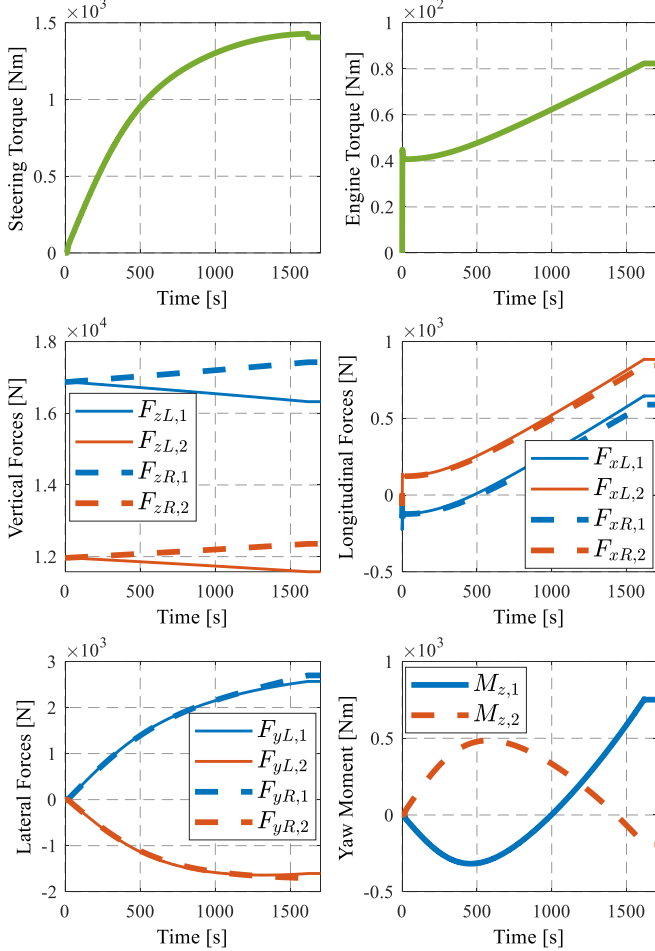 ×10³
1.5
1
0.5
0
Steering Torque [Nm]
0 500 1000 1500
Time [s]
×10²
1
0.8
0.6
0.4
0.2
0
Engine Torque [Nm]
0 500 1000 1500
Time [s]
×10⁴
1.8
1.6
1.4
1.2
Vertical Forces [N]
F_{zL,1}
F_{zL,2}
F_{zR,1}
F_{zR,2}
0 500 1000 1500
Time [s]
×10³
1
0.5
0
-0.5
Longitudinal Forces [N]
F_{xL,1}
F_{xL,2}
F_{xR,1}
F_{xR,2}
0 500 1000 1500
Time [s]
×10³
3
2
1
0
-1
-2
Lateral Forces [N]
F_{yL,1}
F_{yL,2}
F_{yR,1}
F_{yR,2}
0 500 1000 1500
Time [s]
×10³
1
0.5
0
-0.5
Yaw Moment [Nm]
M_{z,1}
M_{z,2}
0 500 1000 1500
Time [s]